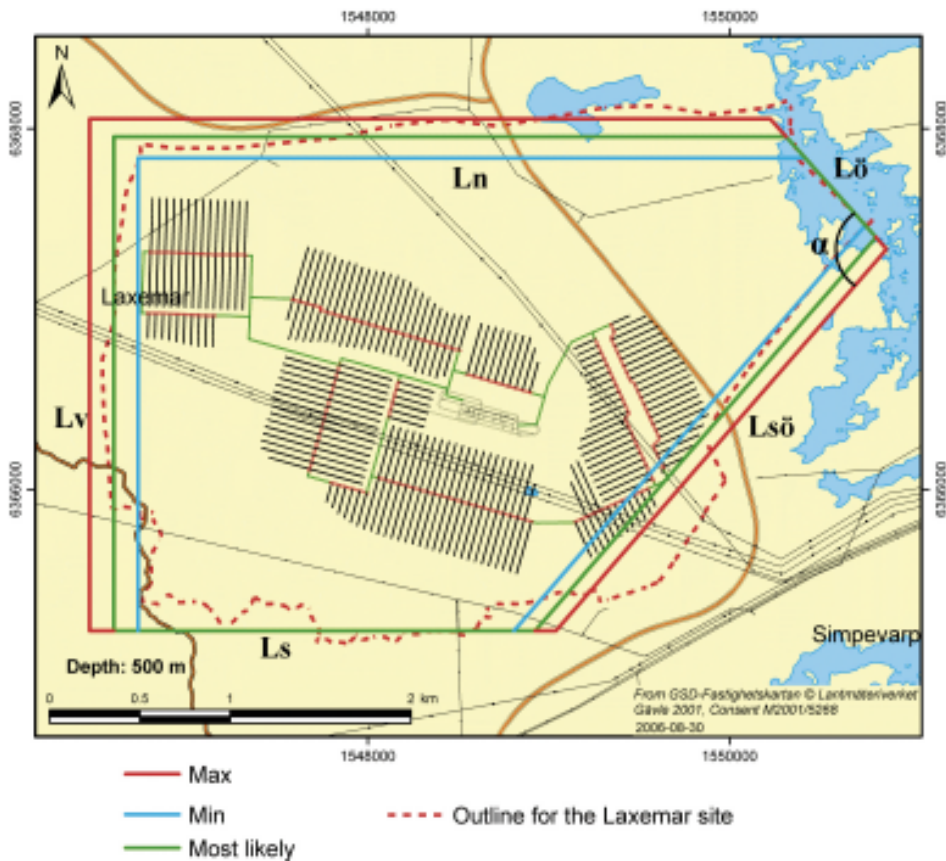 1548000 1550000
N
6368000 6368000
Ln
Lö
α
Laxemar
Lv
Lsö
6366000 6366000
Ls
Simpevarp
Depth: 500 m
0 0.5 1 2 km
From GSD-Fastighetskartan © Lantmäteriverket
Gävle 2001, Consent M2001/5268
2006-08-30
1548000 1550000
Max
Min
Outline for the Laxemar site
Most likely